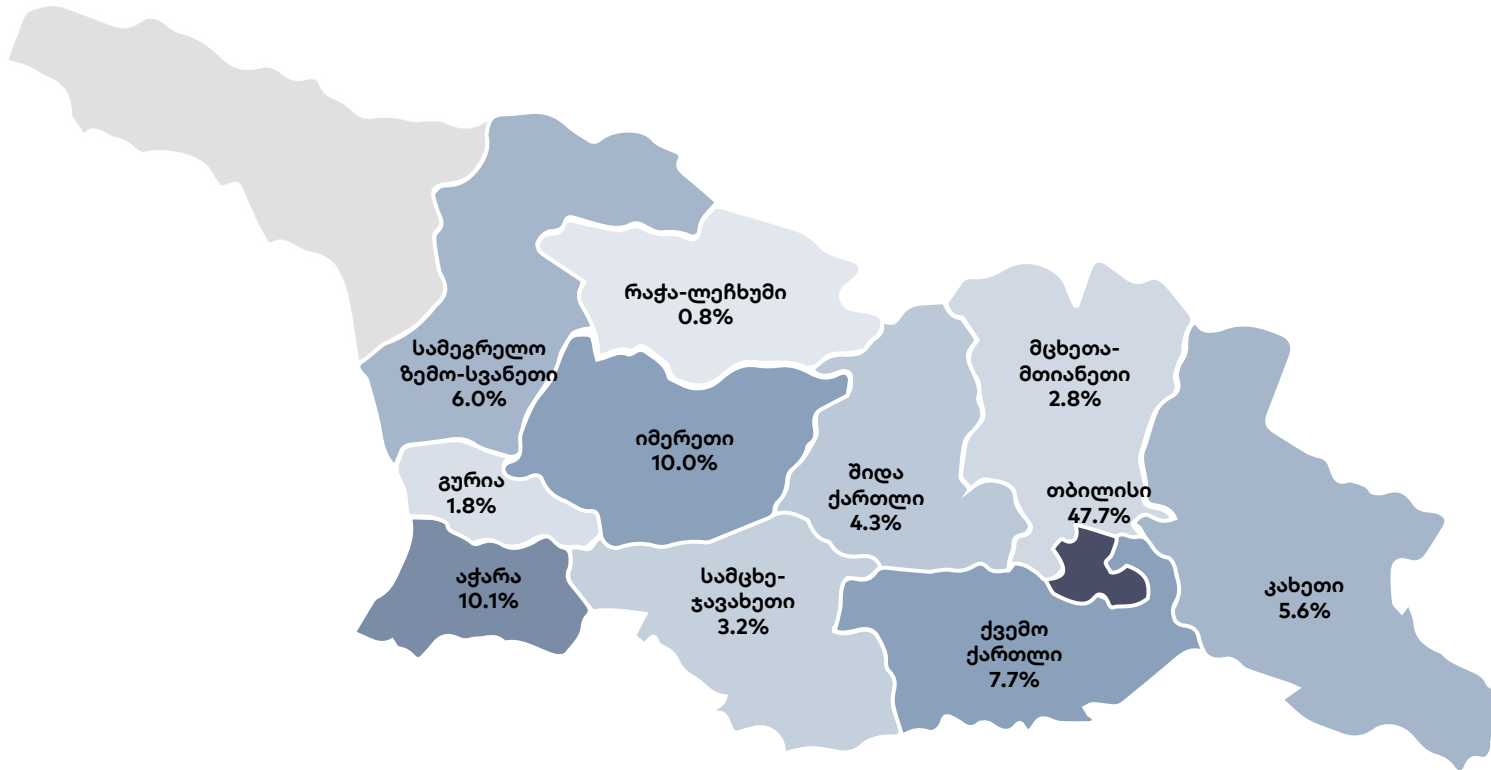 რაჭა-ლეჩხუმი
0.8%
სამეგრელო
ზემო-სვანეთი
6.0%
მცხეთა-
მთიანეთი
2.8%
იმერეთი
10.0%
შიდა
ქართლი
4.3%
გურია
1.8%
თბილისი
47.7%
აჭარა
10.1%
სამცხე-
ჯავახეთი
3.2%
კახეთი
5.6%
ქვემო
ქართლი
7.7%